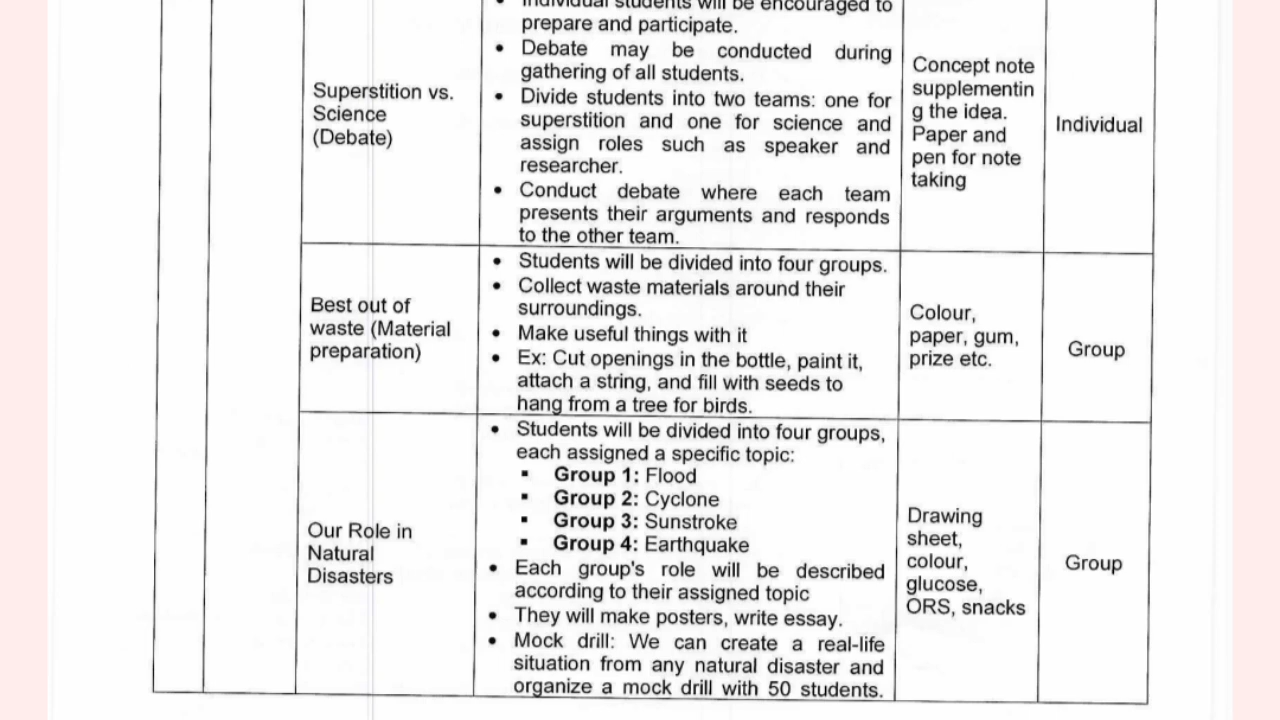 Individual students will be encouraged to
prepare and participate.
• Debate may be conducted during
gathering of all students.
• Divide students into two teams: one for
superstition and one for science and
assign roles such as speaker and
researcher.
• Conduct debate where each team
presents their arguments and responds
to the other team.
Superstition vs.
Science
(Debate)
Concept note
supplementin
g the idea.
Paper and
pen for note
taking
Individual
Best out of
waste (Material
preparation)
• Students will be divided into four groups.
• Collect waste materials around their
surroundings.
• Make useful things with it
• Ex: Cut openings in the bottle, paint it,
attach a string, and fill with seeds to
hang from a tree for birds.
Colour,
paper, gum,
prize etc.
Group
Our Role in
Natural
Disasters
• Students will be divided into four groups,
each assigned a specific topic:
▪ Group 1: Flood
▪ Group 2: Cyclone
▪ Group 3: Sunstroke
▪ Group 4: Earthquake
• Each group's role will be described
according to their assigned topic
• They will make posters, write essay.
• Mock drill: We can create a real-life
situation from any natural disaster and
organize a mock drill with 50 students.
Drawing
sheet,
colour,
glucose,
ORS, snacks
Group